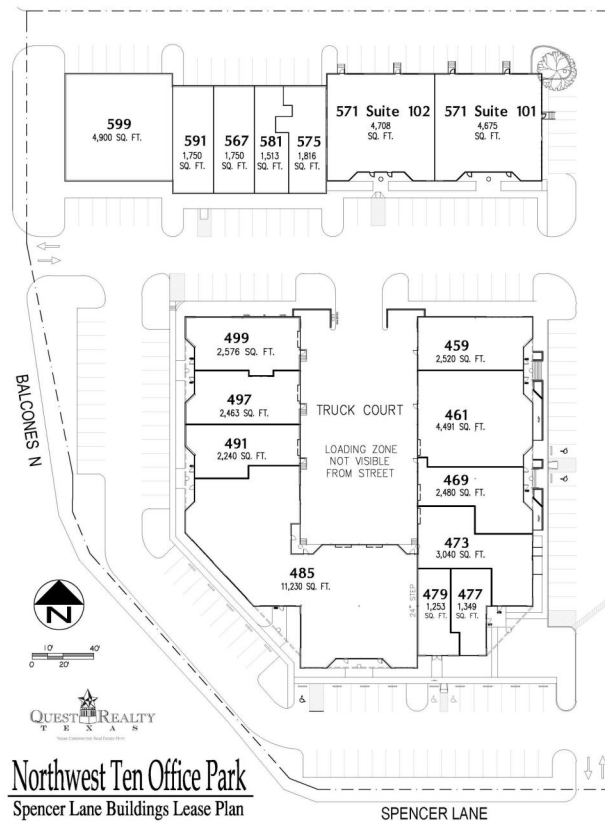 599
4,900 SQ. FT.
591
1,750
SQ. FT.
567
1,750
SQ. FT.
581
1,513
SQ. FT.
575
1,816
SQ. FT.
571 Suite 102
4,708
SQ. FT.
571 Suite 101
4,675
SQ. FT.
499
2,576 SQ. FT.
497
2,463 SQ. FT.
491
2,240 SQ. FT.
TRUCK COURT
LOADING ZONE
NOT VISIBLE
FROM STREET
459
2,520 SQ. FT.
461
4,491 SQ. FT.
469
2,480 SQ. FT.
473
3,040 SQ. FT.
485
11,230 SQ. FT.
24" STEP
479
1,253
SQ. FT.
477
1,349
SQ. FT.
BALCONES N
N
10' 40'
0 20'
QUEST REALTY
TEXAS
Northwest Ten Office Park
Spencer Lane Buildings Lease Plan
SPENCER LANE